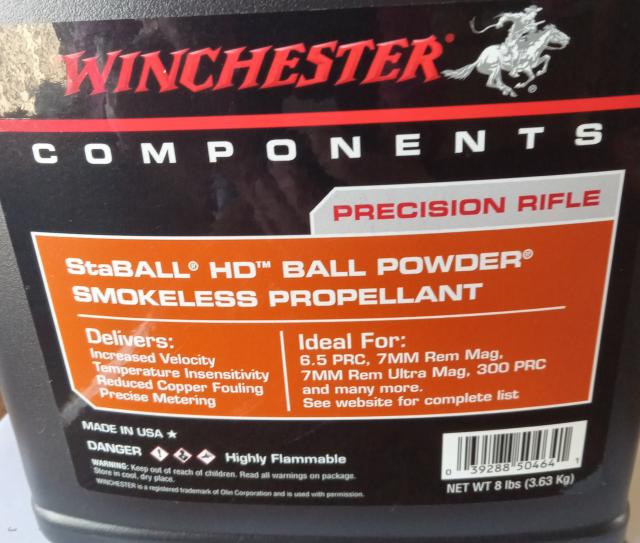 WINCHESTER®
COMPONENTS
PRECISION RIFLE
StaBALL® HD™ BALL POWDER®
SMOKELESS PROPELLANT
Delivers:
Increased Velocity
Temperature Insensitivity
Reduced Copper Fouling
Precise Metering
Ideal For:
6.5 PRC, 7MM Rem Mag,
7MM Rem Ultra Mag, 300 PRC
and many more.
See website for complete list
MADE IN USA ★
DANGER Highly Flammable
WARNING: Keep out of reach of children. Read all warnings on package.
Store in cool, dry place.
WINCHESTER is a registered trademark of Olin Corporation and is used with permission.
0 39288 50464 1
NET WT 8 lbs (3.63 Kg)